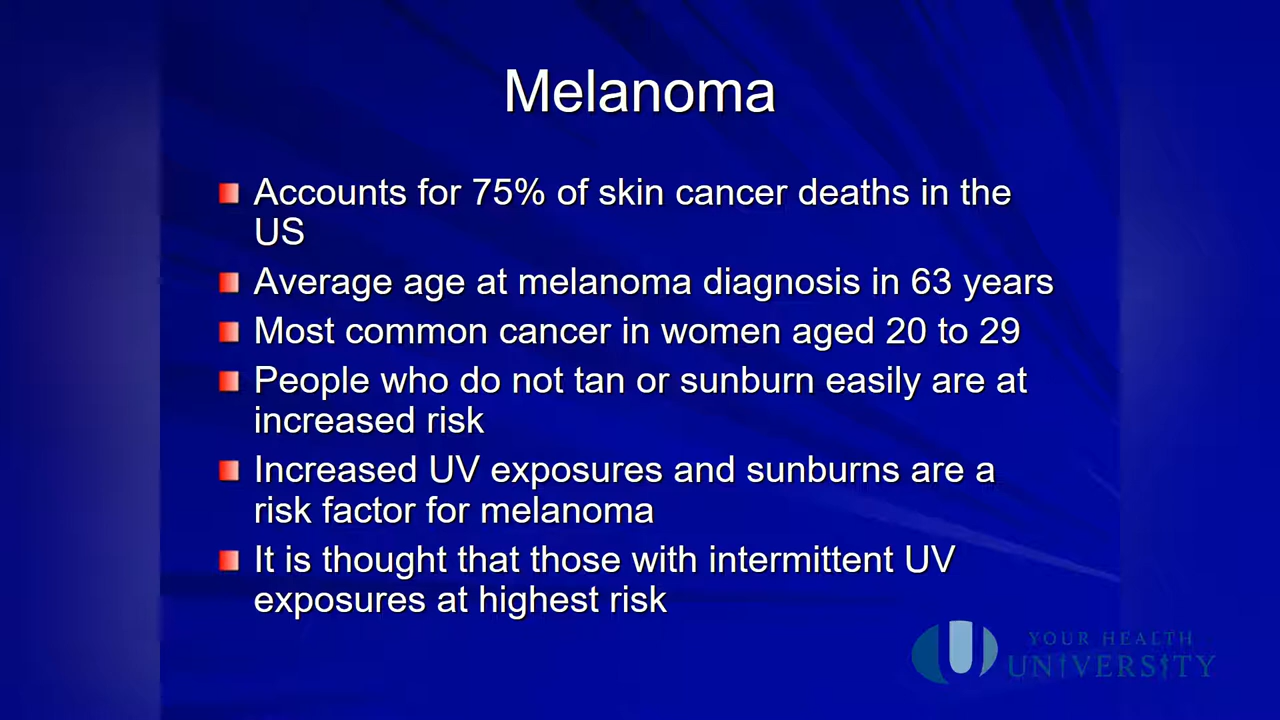 Melanoma
Accounts for 75% of skin cancer deaths in the
US
Average age at melanoma diagnosis in 63 years
Most common cancer in women aged 20 to 29
People who do not tan or sunburn easily are at
increased risk
Increased UV exposures and sunburns are a
risk factor for melanoma
It is thought that those with intermittent UV
exposures at highest risk
YOUR HEALTH
UNIVERSITY